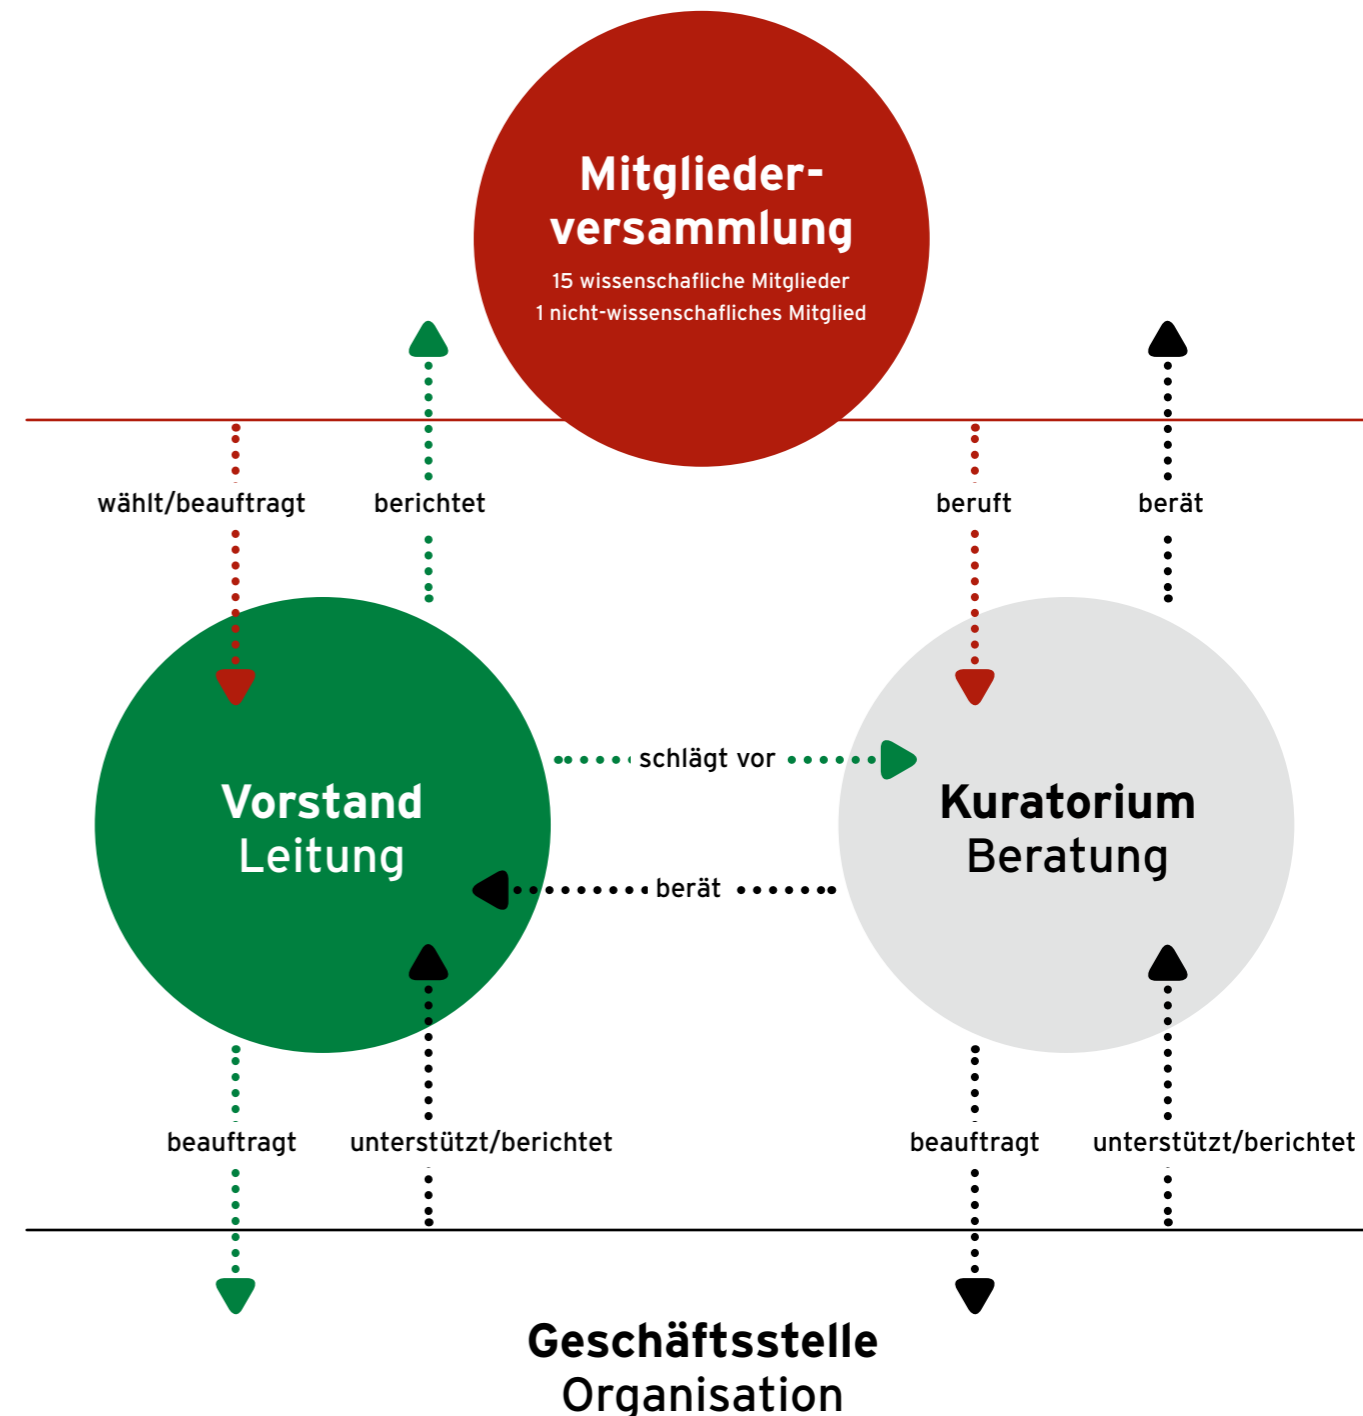 Mitglieder-
versammlung
15 wissenschafliche Mitglieder
1 nicht-wissenschafliches Mitglied
wählt/beauftragt
berichtet
beruft
berät
schlägt vor
Vorstand
Leitung
Kuratorium
Beratung
berät
beauftragt
unterstützt/berichtet
beauftragt
unterstützt/berichtet
Geschäftsstelle
Organisation